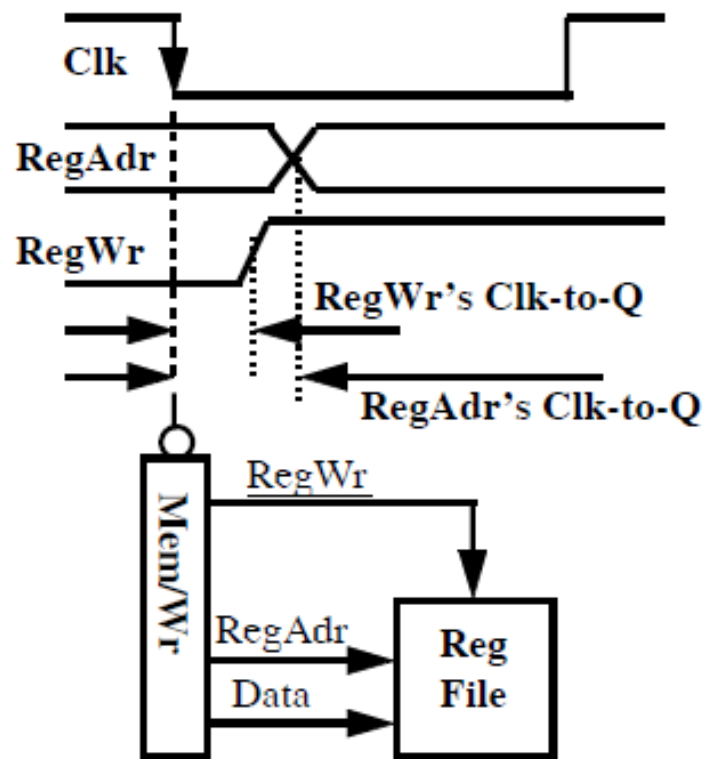 Clk
RegAdr
RegWr
RegWr's Clk-to-Q
RegAdr's Clk-to-Q
RegWr
Mem/Wr
RegAdr
Data
Reg
File